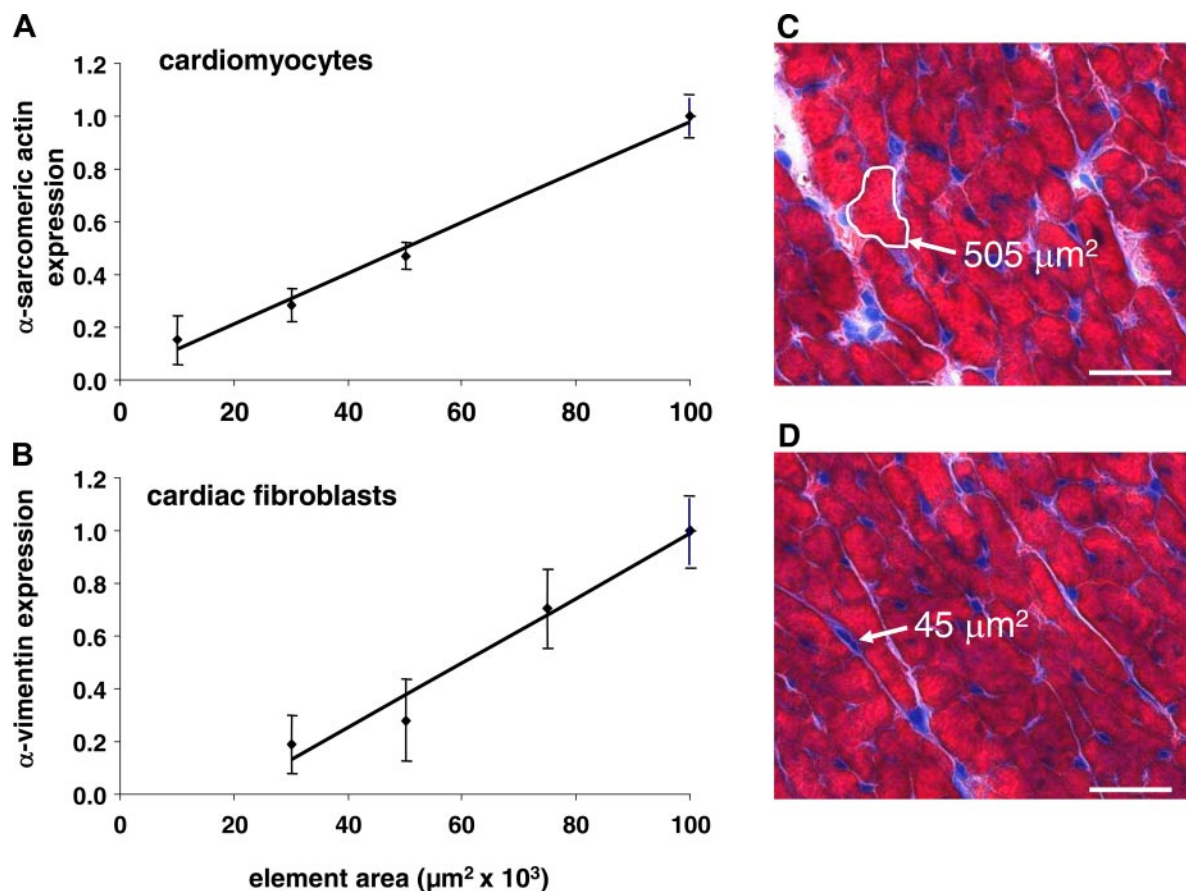 A
cardiomyocytes
α-sarcomeric actin
expression
1.2
1.0
0.8
0.6
0.4
0.2
0.0
0 20 40 60 80 100
B
cardiac fibroblasts
α-vimentin expression
1.2
1.0
0.8
0.6
0.4
0.2
0.0
0 20 40 60 80 100
element area (µm² x 10³)
C
505 µm²
D
45 µm²